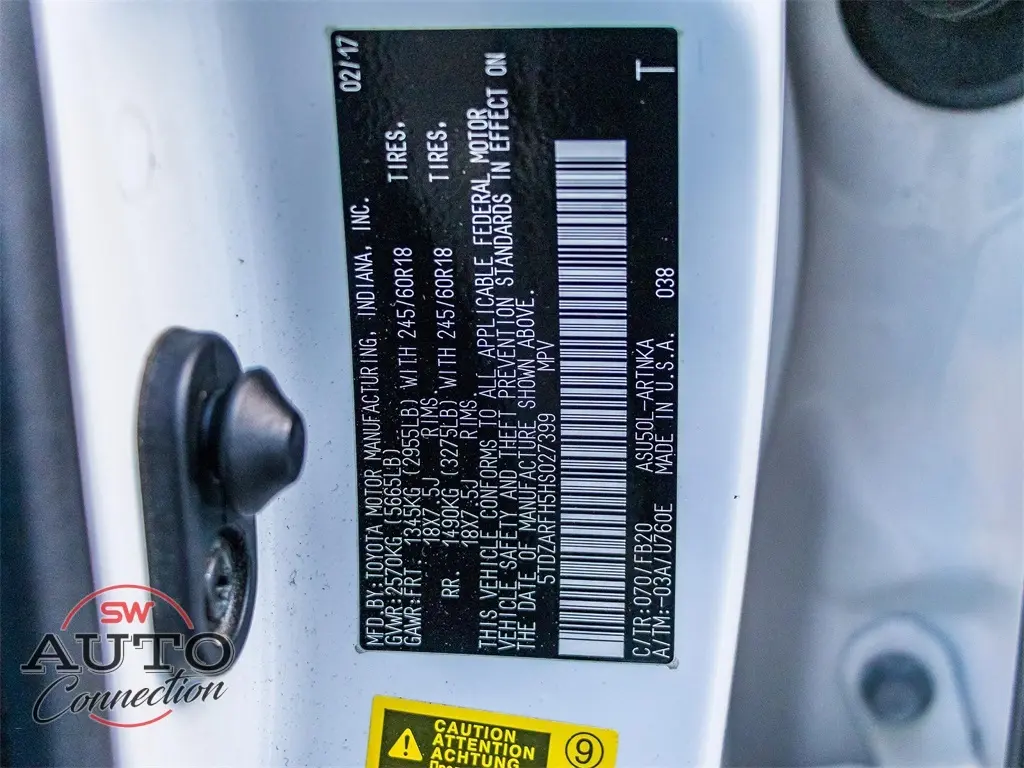 MFD.BY:TOYOTA MOTOR MANUFACTURING, INDIANA, INC. 02/17
GVWR:2570KG (5665LB)
GAWR:FRT. 1345KG (2955LB) WITH 245/60R18 TIRES,
18X7.5J RIMS,
RR. 1490KG (3275LB) WITH 245/60R18 TIRES,
18X7.5J RIMS.
THIS VEHICLE CONFORMS TO ALL APPLICABLE FEDERAL MOTOR
VEHICLE SAFETY AND THEFT PREVENTION STANDARDS IN EFFECT ON
THE DATE OF MANUFACTURE SHOWN ABOVE.
5TDZARFH5HS027399 MPV
C/TR:070/FB20 ASU50L-ARTNKA T
A/TM:-03A/U760E MADE IN U.S.A. 038
SW
AUTO
Connection
CAUTION
ATTENTION
ACHTUNG
9